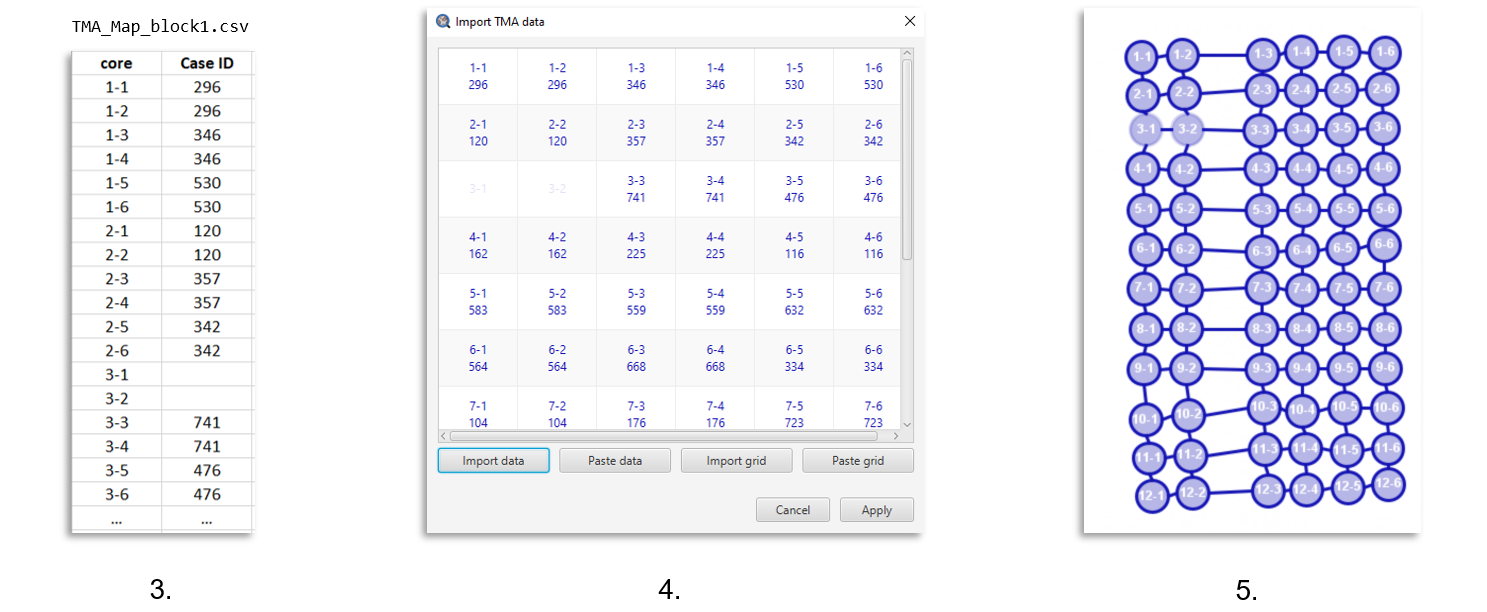 TMA_Map_block1.csv
core Case ID
1-1 296
1-2 296
1-3 346
1-4 346
1-5 530
1-6 530
2-1 120
2-2 120
2-3 357
2-4 357
2-5 342
2-6 342
3-1
3-2
3-3 741
3-4 741
3-5 476
3-6 476
... ...
3.
Import TMA data
1-1 1-2 1-3 1-4 1-5 1-6
296 296 346 346 530 530
2-1 2-2 2-3 2-4 2-5 2-6
120 120 357 357 342 342
3-1 3-2 3-3 3-4 3-5 3-6
741 741 476 476
4-1 4-2 4-3 4-4 4-5 4-6
162 162 225 225 116 116
5-1 5-2 5-3 5-4 5-5 5-6
583 583 559 559 632 632
6-1 6-2 6-3 6-4 6-5 6-6
564 564 668 668 334 334
7-1 7-2 7-3 7-4 7-5 7-6
104 104 176 176 723 723
Import data Paste data Import grid Paste grid
Cancel Apply
4.
1-1 1-2 1-3 1-4 1-5 1-6
2-1 2-2 2-3 2-4 2-5 2-6
3-1 3-2 3-3 3-4 3-5 3-6
4-1 4-2 4-3 4-4 4-5 4-6
5-1 5-2 5-3 5-4 5-5 5-6
6-1 6-2 6-3 6-4 6-5 6-6
7-1 7-2 7-3 7-4 7-5 7-6
8-1 8-2 8-3 8-4 8-5 8-6
9-1 9-2 9-3 9-4 9-5 9-6
10-1 10-2 10-3 10-4 10-5 10-6
11-1 11-2 11-3 11-4 11-5 11-6
12-1 12-2 12-3 12-4 12-5 12-6
5.